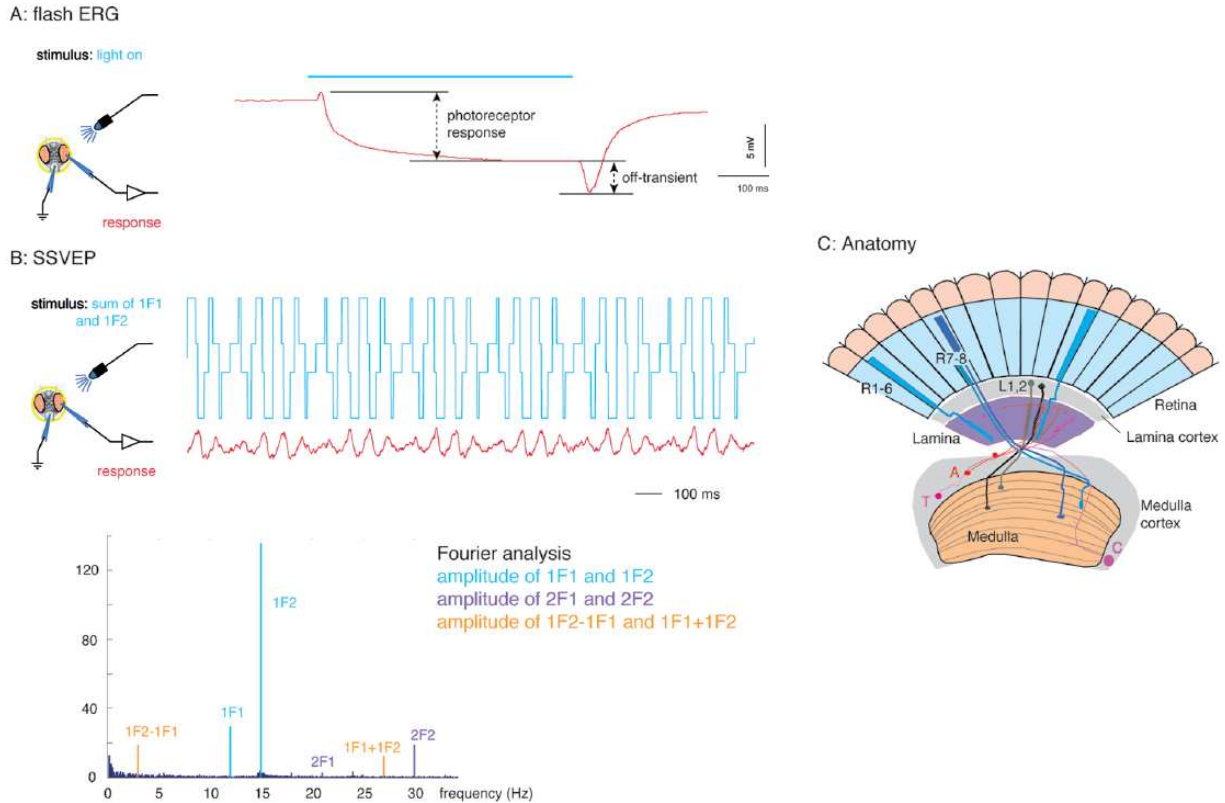 A: flash ERG
stimulus: light on
photoreceptor
response
off-transient
5 mV
100 ms
response
B: SSVEP
stimulus: sum of 1F1
and 1F2
response
100 ms
C: Anatomy
R7-8
R1-6
L1,2
Retina
Lamina
Lamina cortex
A
T
Medulla
cortex
Medulla
C
Fourier analysis
amplitude of 1F1 and 1F2
amplitude of 2F1 and 2F2
amplitude of 1F2-1F1 and 1F1+1F2
120
80
40
0
1F2
1F1
1F2-1F1
2F1
1F1+1F2
2F2
0 5 10 15 20 25 30 frequency (Hz)